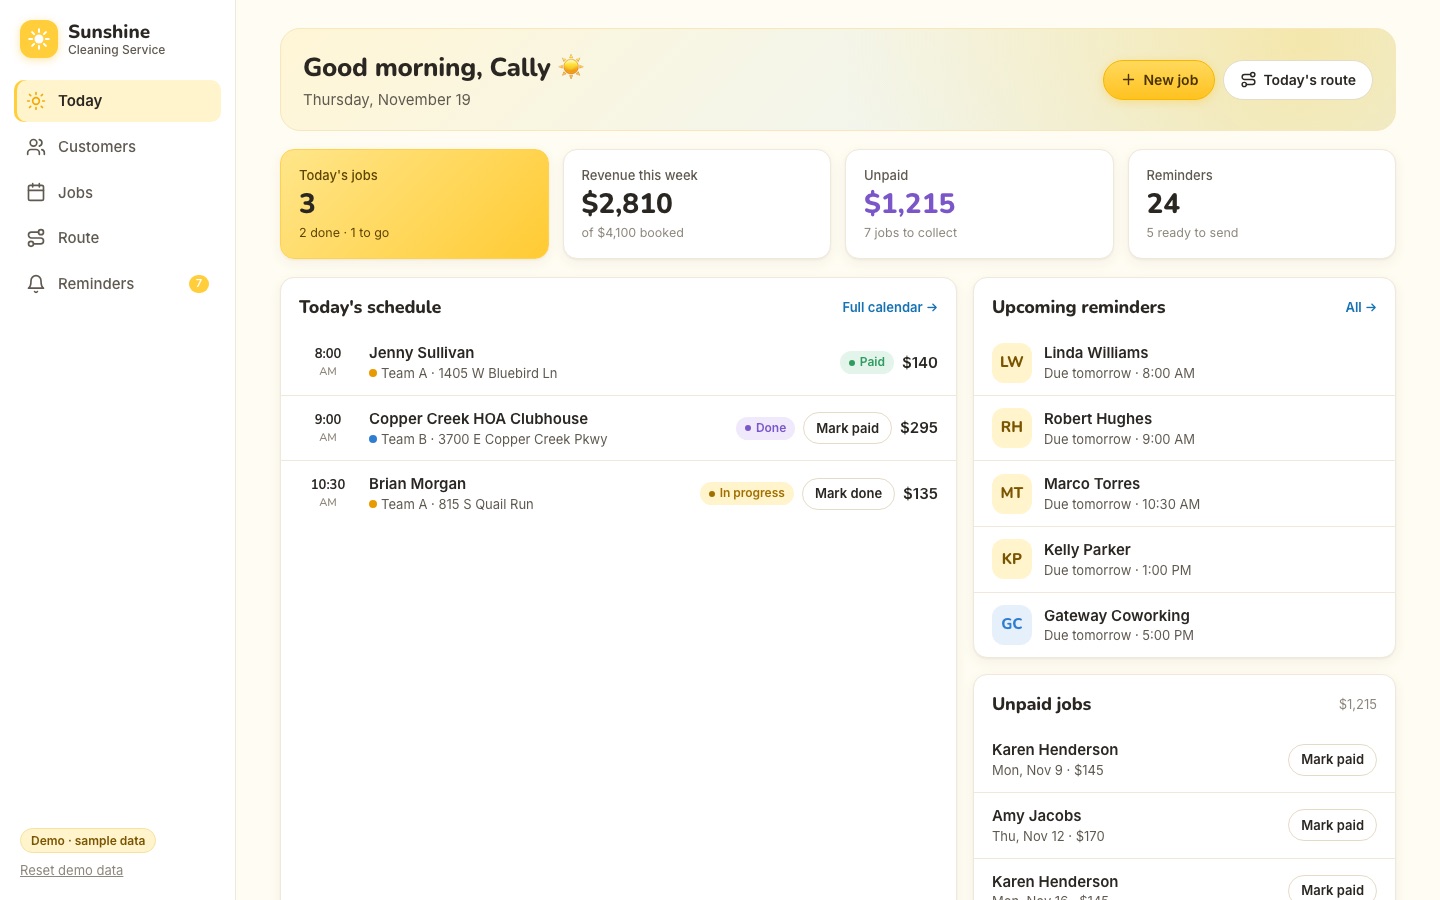 Sunshine
Cleaning Service
Today
Customers
Jobs
Route
Reminders 7
Demo · sample data
Reset demo data
Good morning, Cally ☀️
Thursday, November 19
+ New job
Today's route
Today's jobs
3
2 done · 1 to go
Revenue this week
$2,810
of $4,100 booked
Unpaid
$1,215
7 jobs to collect
Reminders
24
5 ready to send
Today's schedule Full calendar →
8:00 AM
Jenny Sullivan
Team A · 1405 W Bluebird Ln
Paid $140
9:00 AM
Copper Creek HOA Clubhouse
Team B · 3700 E Copper Creek Pkwy
Done Mark paid $295
10:30 AM
Brian Morgan
Team A · 815 S Quail Run
In progress Mark done $135
Upcoming reminders All →
LW
Linda Williams
Due tomorrow · 8:00 AM
RH
Robert Hughes
Due tomorrow · 9:00 AM
MT
Marco Torres
Due tomorrow · 10:30 AM
KP
Kelly Parker
Due tomorrow · 1:00 PM
GC
Gateway Coworking
Due tomorrow · 5:00 PM
Unpaid jobs $1,215
Karen Henderson
Mon, Nov 9 · $145
Mark paid
Amy Jacobs
Thu, Nov 12 · $170
Mark paid
Karen Henderson
Mon, Nov 16 · $145
Mark paid